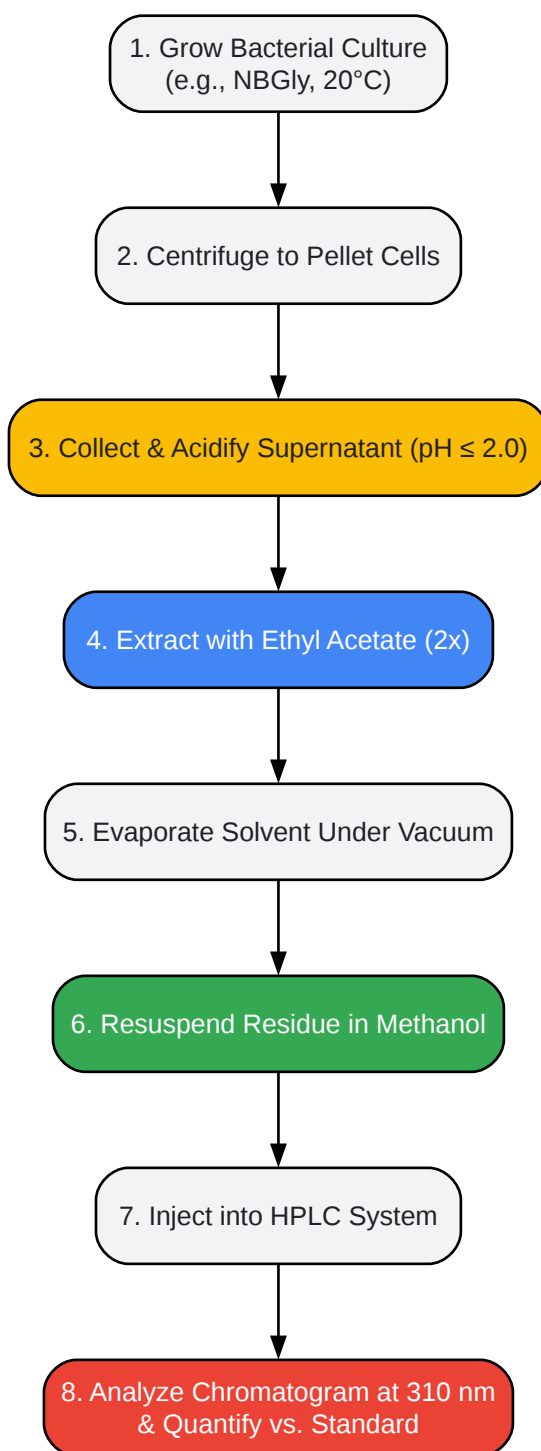 1. Grow Bacterial Culture
(e.g., NBGly, 20°C)
2. Centrifuge to Pellet Cells
3. Collect & Acidify Supernatant (pH ≤ 2.0)
4. Extract with Ethyl Acetate (2x)
5. Evaporate Solvent Under Vacuum
6. Resuspend Residue in Methanol
7. Inject into HPLC System
8. Analyze Chromatogram at 310 nm
& Quantify vs. Standard